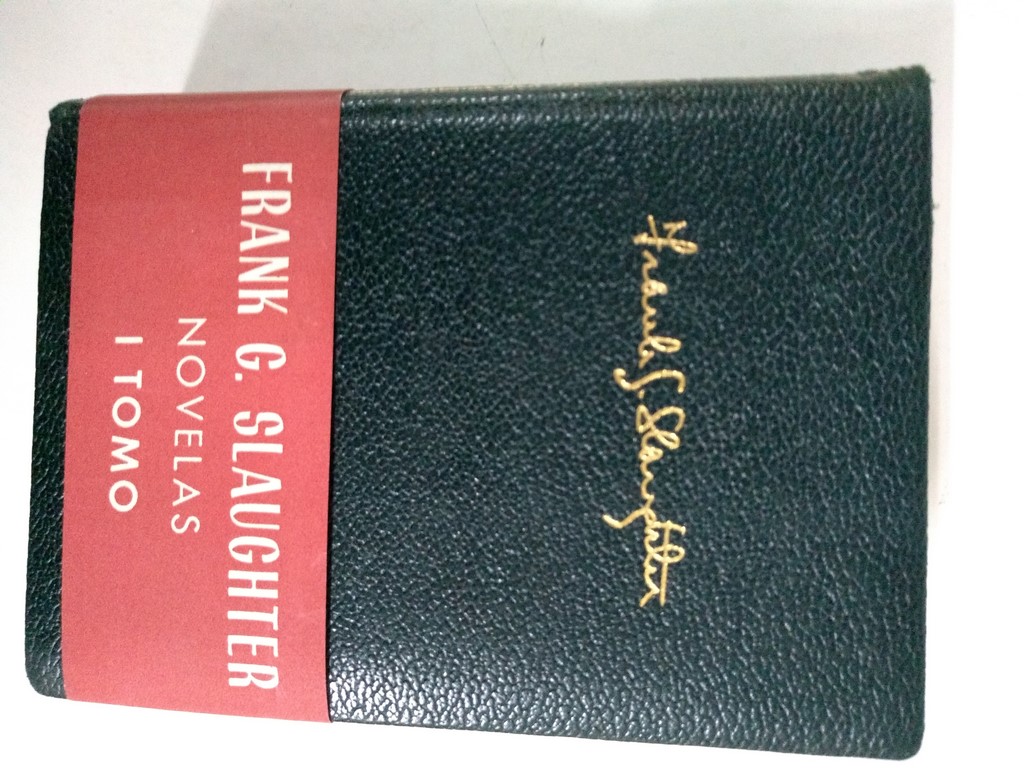 Frank G. Slaughter
FRANK G. SLAUGHTER
NOVELAS
I TOMO